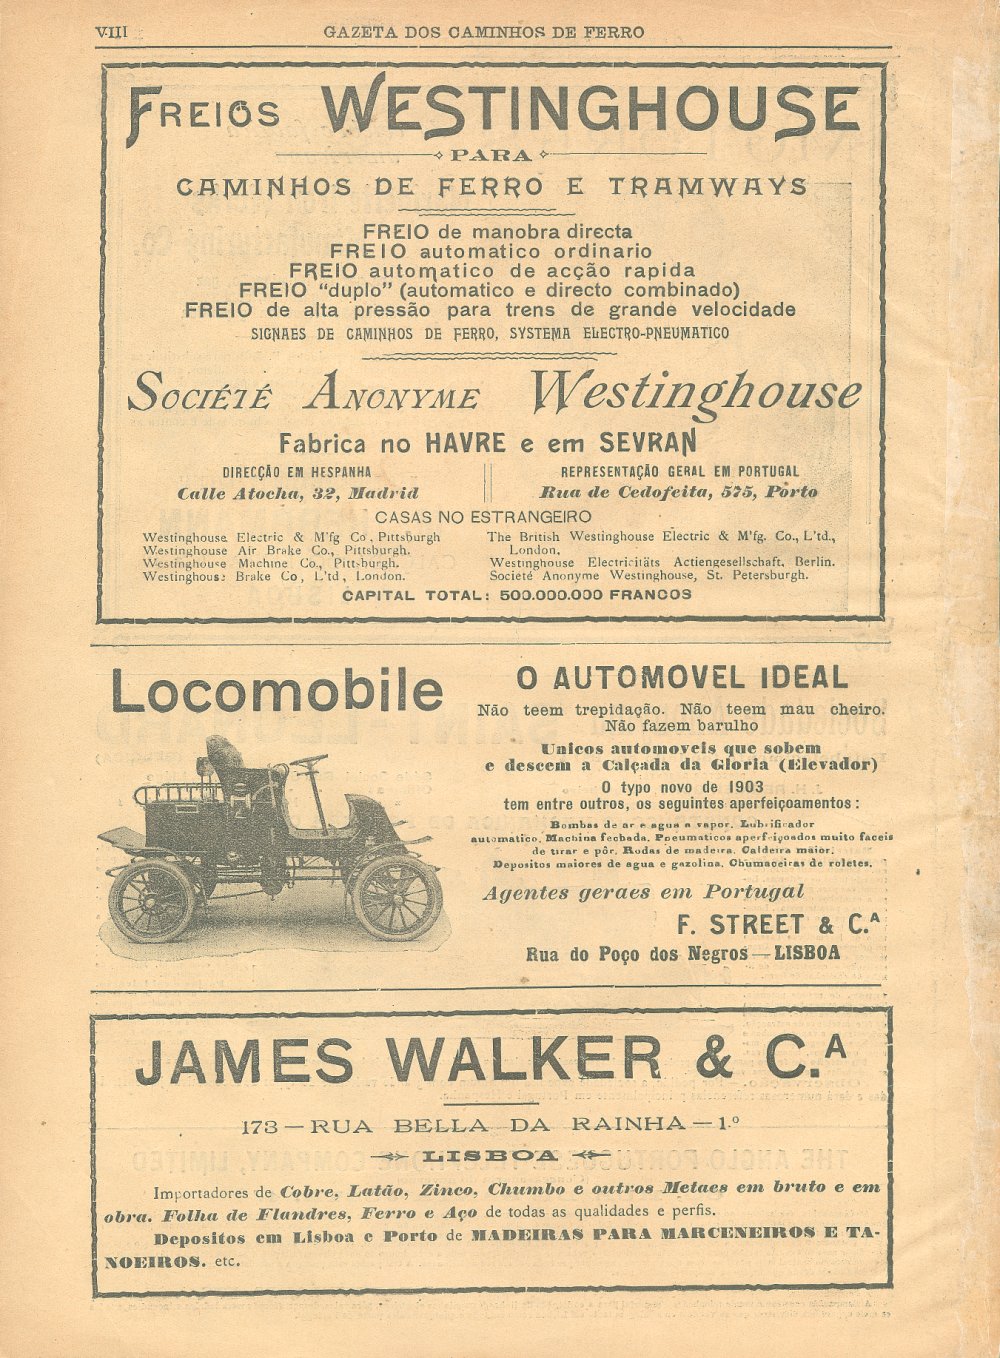 VIII
GAZETA DOS CAMINHOS DE FERRO
FREIOS WESTINGHOUSE
PARA
CAMINHOS DE FERRO E TRAMWAYS
FREIO de manobra directa
FREIO automatico ordinario
FREIO automatico de acção rapida
FREIO "duplo" (automatico e directo combinado)
FREIO de alta pressão para trens de grande velocidade
SIGNAES DE CAMINHOS DE FERRO, SYSTEMA ELECTRO-PNEUMATICO
SOCIÉTÉ ANONYME Westinghouse
Fabrica no HAVRE e em SEVRAN
DIRECÇÃO EM HESPANHA
Calle Atocha, 32, Madrid
REPRESENTAÇÃO GERAL EM PORTUGAL
Rua de Cedofeita, 575, Pôrto
CASAS NO ESTRANGEIRO
Westinghouse Electric & M'fg Co, Pittsburgh
Westinghouse Air Brake Co., Pittsburgh.
Westinghouse Machine Co., Pittsburgh.
Westinghouse Brake Co, L'td, London.
The British Westinghouse Electric & M'fg. Co., L'td.,
London.
Westinghouse Electricitäts Actiengesellschaft, Berlin.
Societé Anonyme Westinghouse, St. Petersburgh.
CAPITAL TOTAL: 500.000.000 FRANCOS
Locomobile
O AUTOMOVEL IDEAL
Não teem trepidação. Não teem mau cheiro.
Não fazem barulho
Unicos automoveis que sobem
e descem a Calçada da Gloria (Elevador)
O typo novo de 1903
tem entre outros, os seguintes aperfeiçoamentos:
Bombas de ar e agua a vapor. Lubrificador
automatico. Machina fechada. Pneumaticos aperfeiçoados muito faceis
de tirar e pôr. Rodas de madeira. Caldeira maior.
Depositos maiores de agua e gazolina. Chumaceiras de roletes.
Agentes geraes em Portugal
F. STREET & C.A
Rua do Poço dos Negros—LISBOA
JAMES WALKER & C.A
173—RUA BELLA DA RAINHA—1.º
LISBOA
Importadores de Cobre, Latão, Zinco, Chumbo e outros Metaes em bruto e em
obra. Folha de Flandres, Ferro e Aço de todas as qualidades e perfis.
Depositos em Lisboa e Porto de MADEIRAS PARA MARCENEIROS E TA-
NOEIROS. etc.